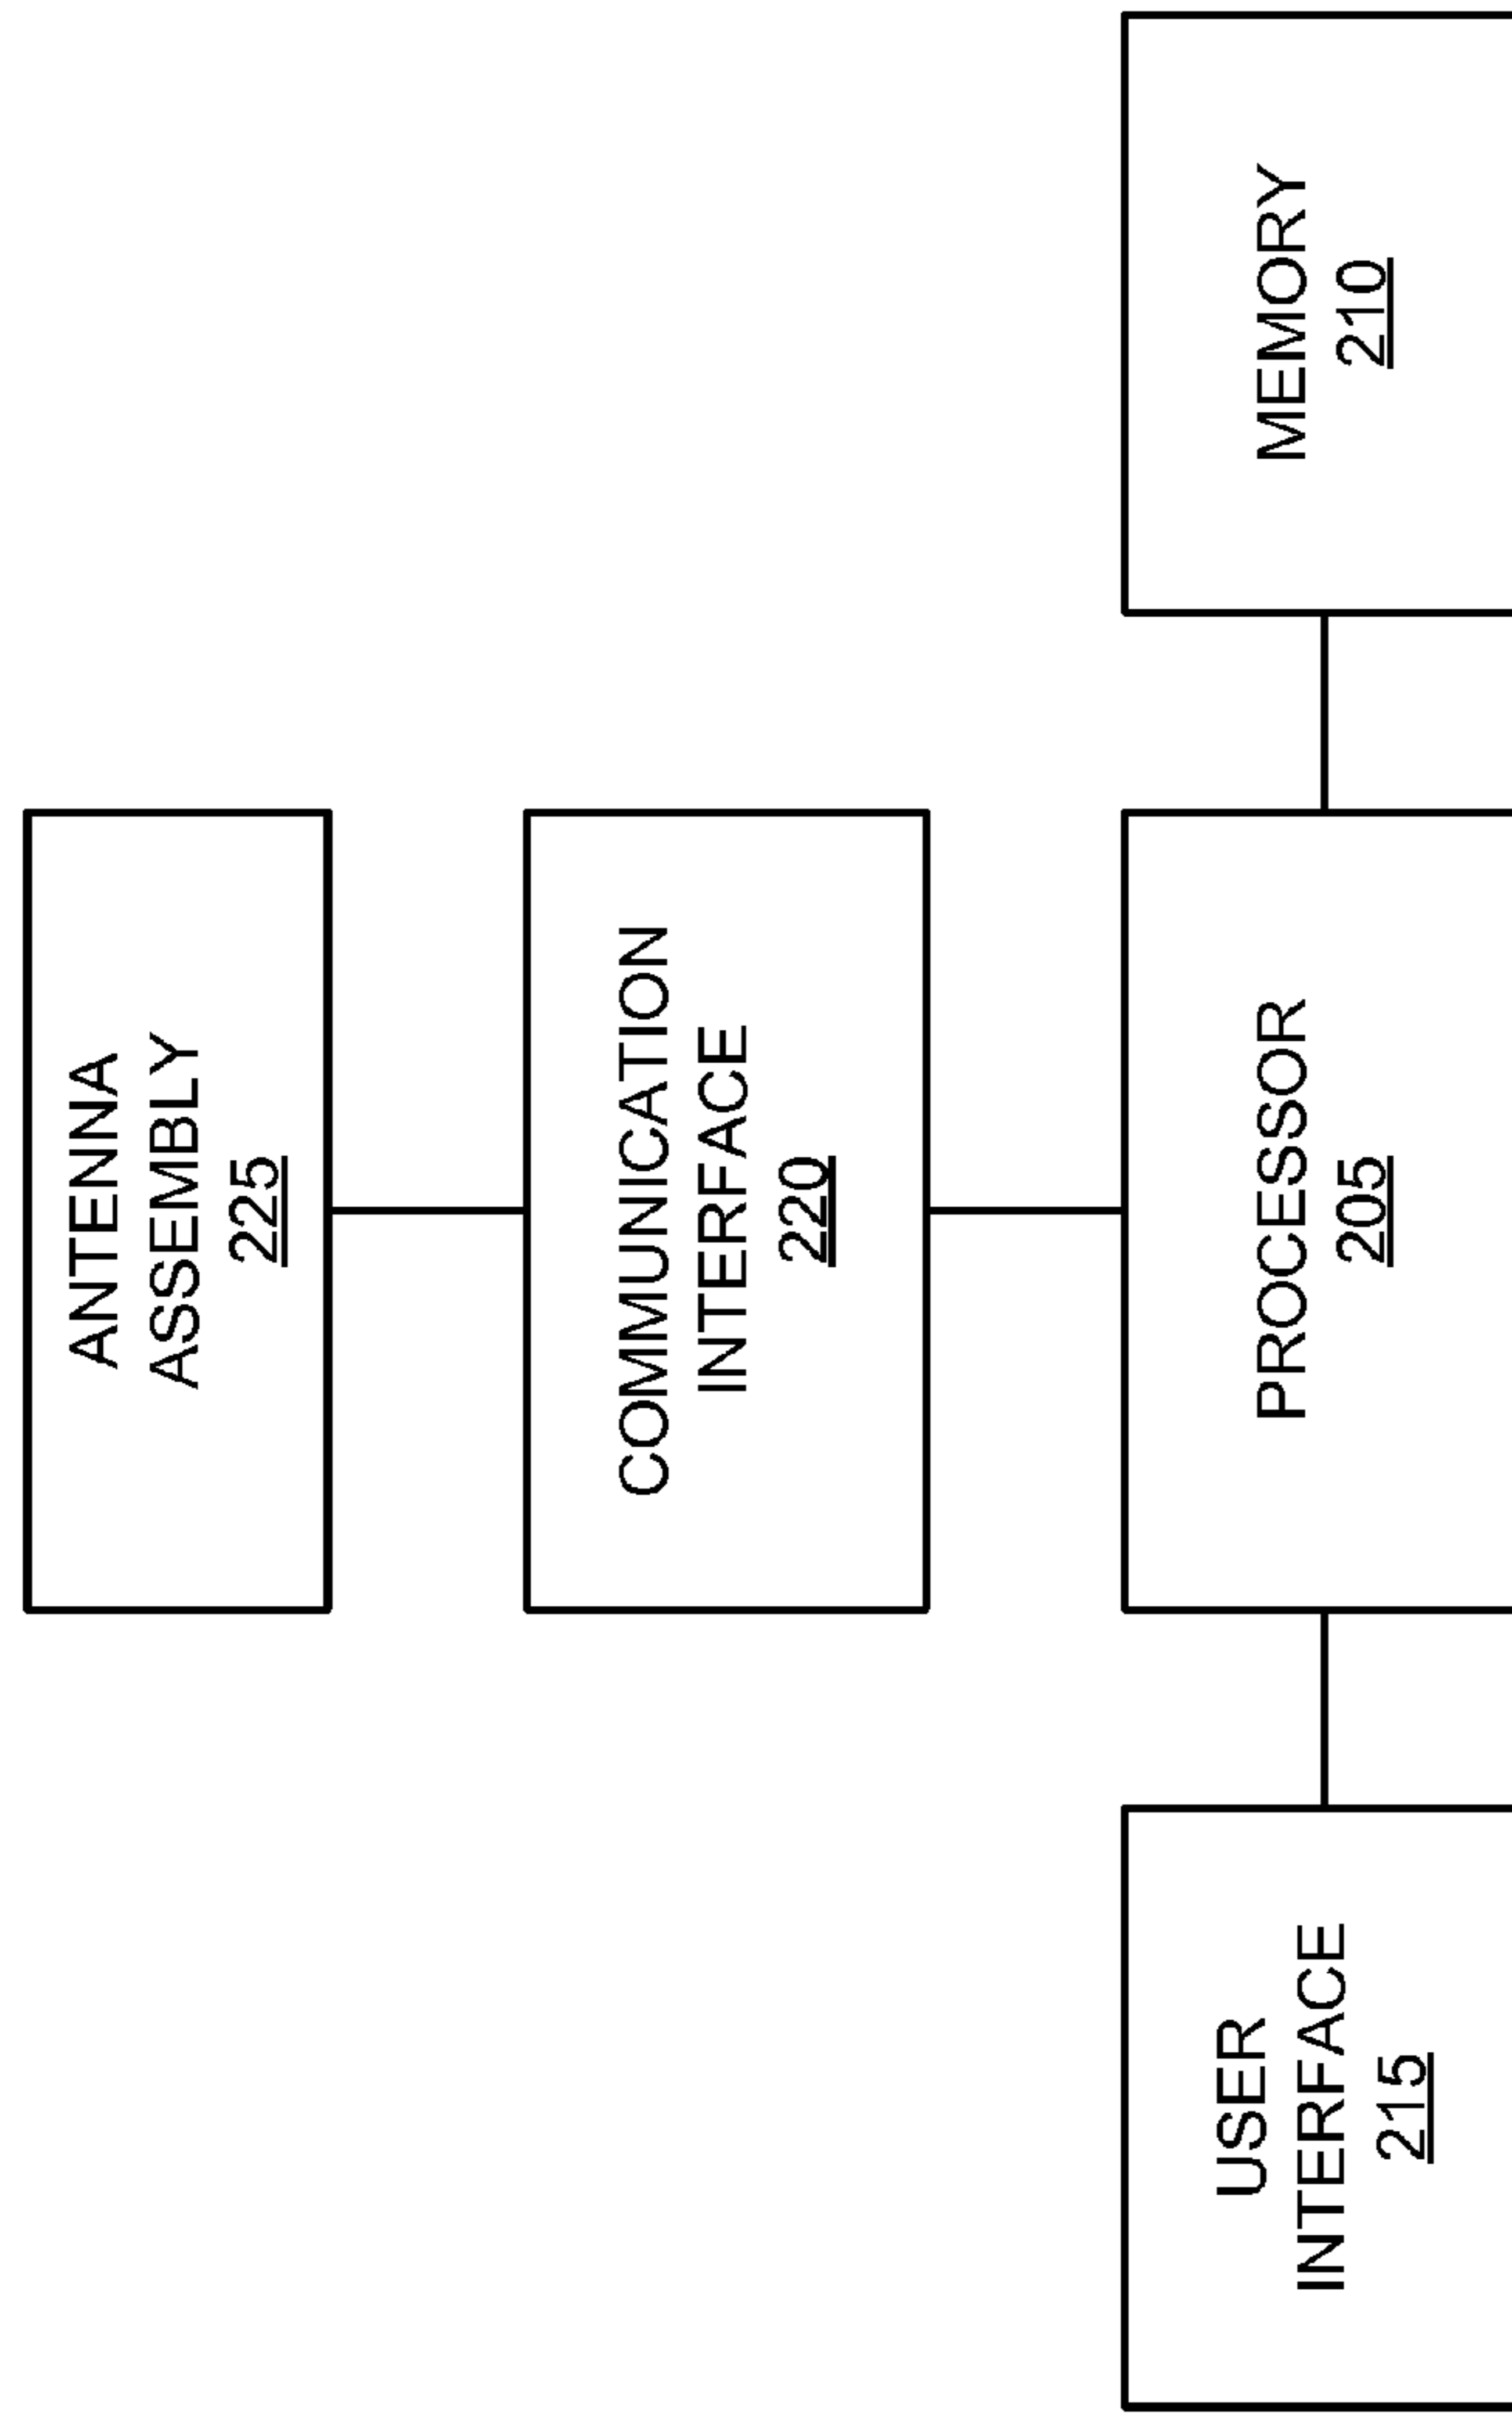 ANTENNA
ASSEMBLY
225
COMMUNICATION
INTERFACE
220
USER
INTERFACE
215
PROCESSOR
205
MEMORY
210